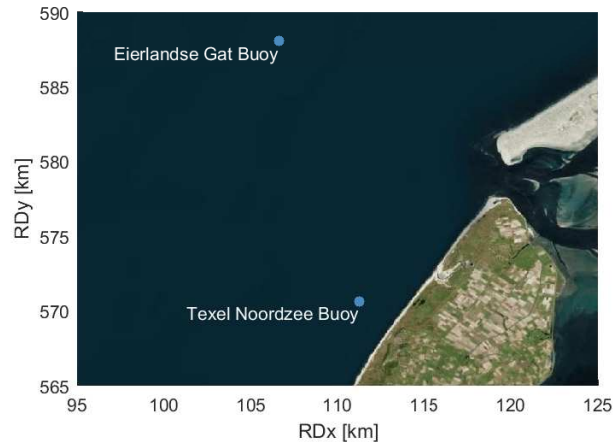 590
Eierlandse Gat Buoy
585
580
RDy [km]
575
570
Texel Noordzee Buoy
565
95 100 105 110 115 120 125
RDx [km]